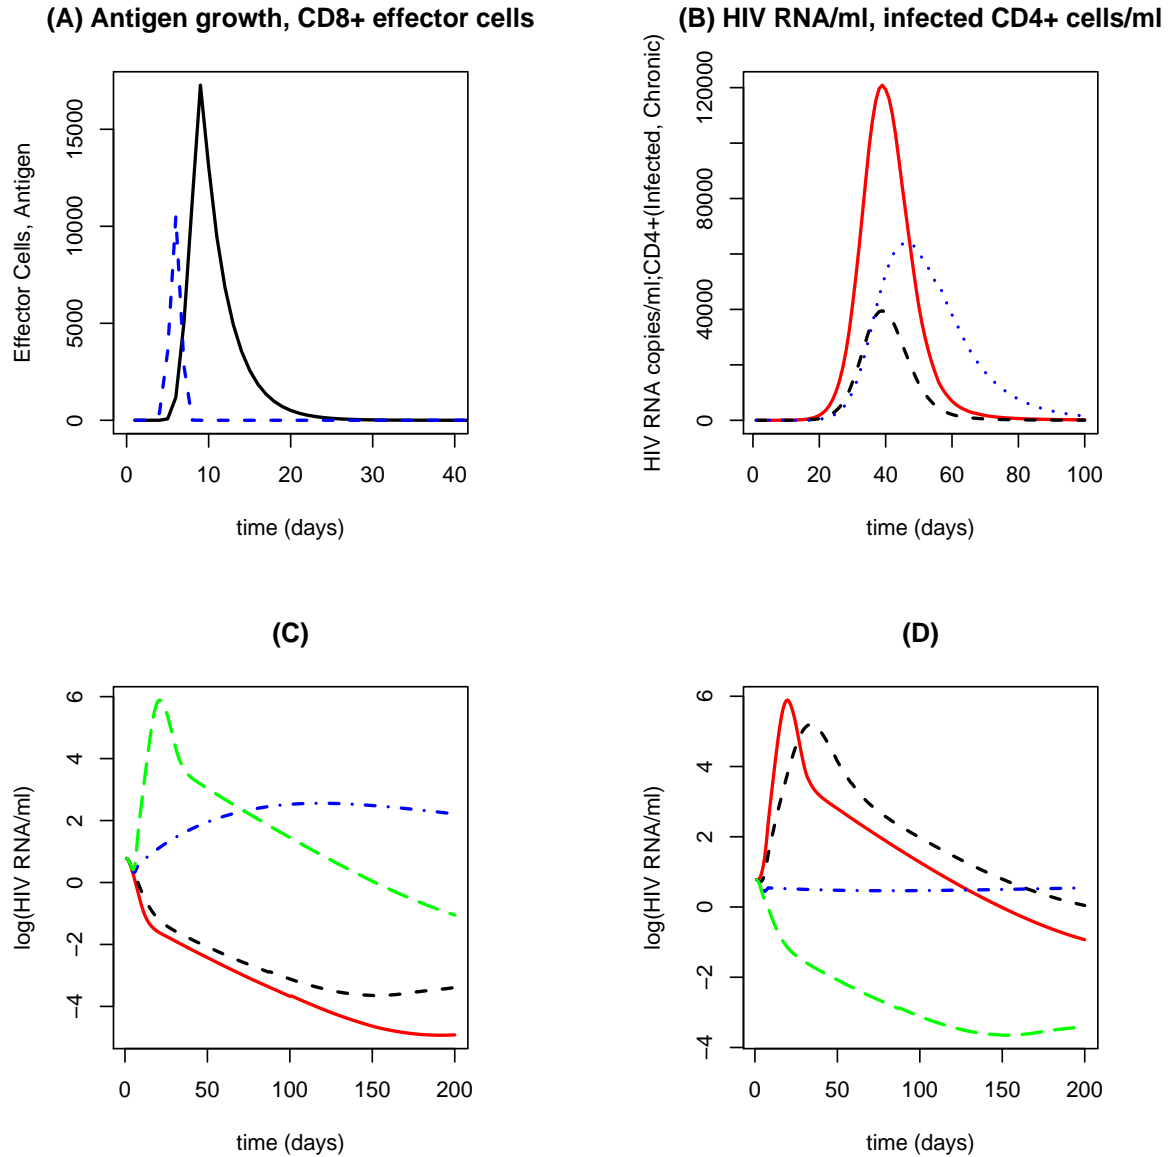 (A) Antigen growth, CD8+ effector cells
Effector Cells, Antigen
15000
10000
5000
0
0 10 20 30 40
time (days)
(B) HIV RNA/ml, infected CD4+ cells/ml
HIV RNA copies/ml;CD4+(Infected, Chronic)
120000
80000
40000
0
0 20 40 60 80 100
time (days)
(C)
log(HIV RNA/ml)
6
4
2
0
−2
−4
0 50 100 150 200
time (days)
(D)
log(HIV RNA/ml)
6
4
2
0
−2
−4
0 50 100 150 200
time (days)